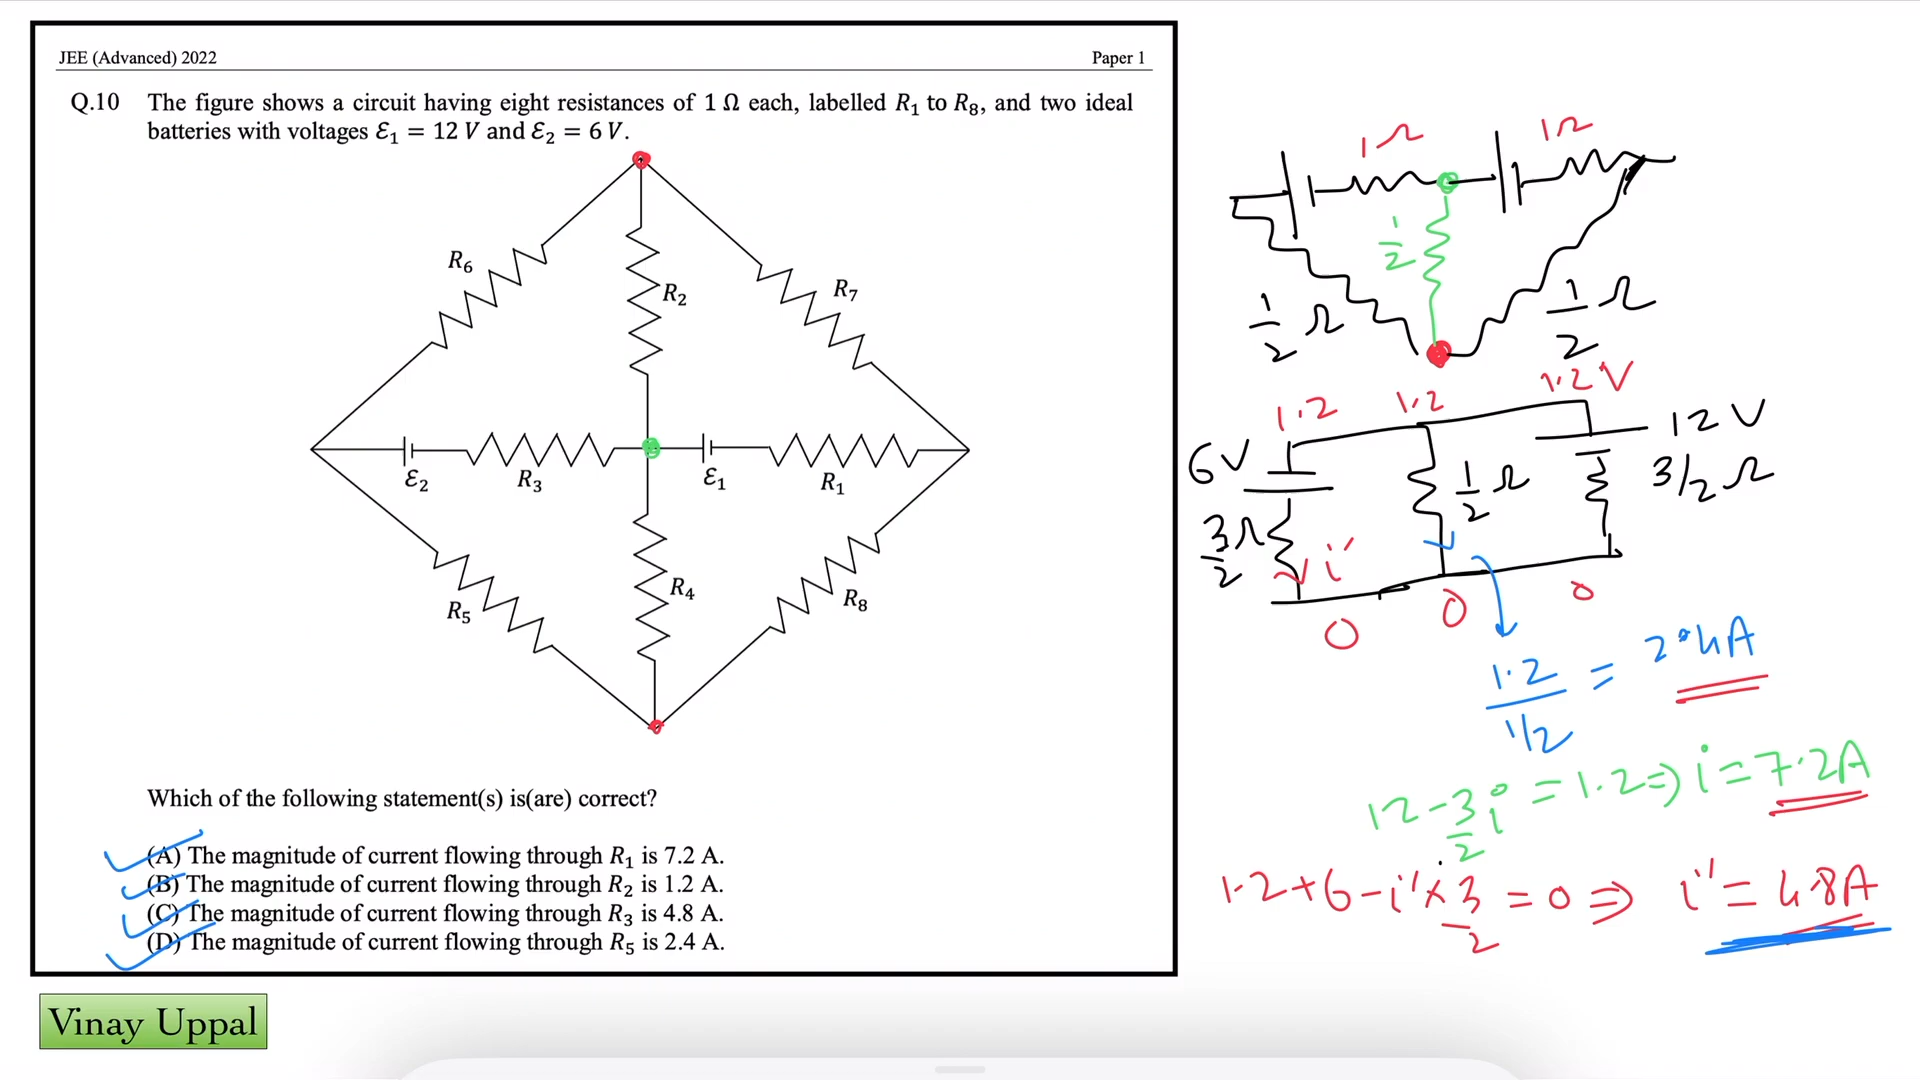 JEE (Advanced) 2022 Paper 1
Q.10 The figure shows a circuit having eight resistances of 1 Ω each, labelled R₁ to R₈, and two ideal
batteries with voltages ℰ₁ = 12 V and ℰ₂ = 6 V.
R₆
R₂
R₇
ℰ₂
R₃
ℰ₁
R₁
R₅
R₄
R₈
Which of the following statement(s) is(are) correct?
(A) The magnitude of current flowing through R₁ is 7.2 A.
(B) The magnitude of current flowing through R₂ is 1.2 A.
(C) The magnitude of current flowing through R₃ is 4.8 A.
(D) The magnitude of current flowing through R₅ is 2.4 A.
Vinay Uppal
1Ω 1Ω
1/2
1/2 Ω 1/2 Ω
1.2 1.2 1.2 V
6V 1/2 Ω 12 V
3/2 Ω 3/2 Ω
i'
0 0 0
1.2/1/2 = 2.4A
12 - 3/2 i = 1.2 ⇒ i = 7.2A
1.2 + 6 - i' × 3/2 = 0 ⇒ i' = 4.8A